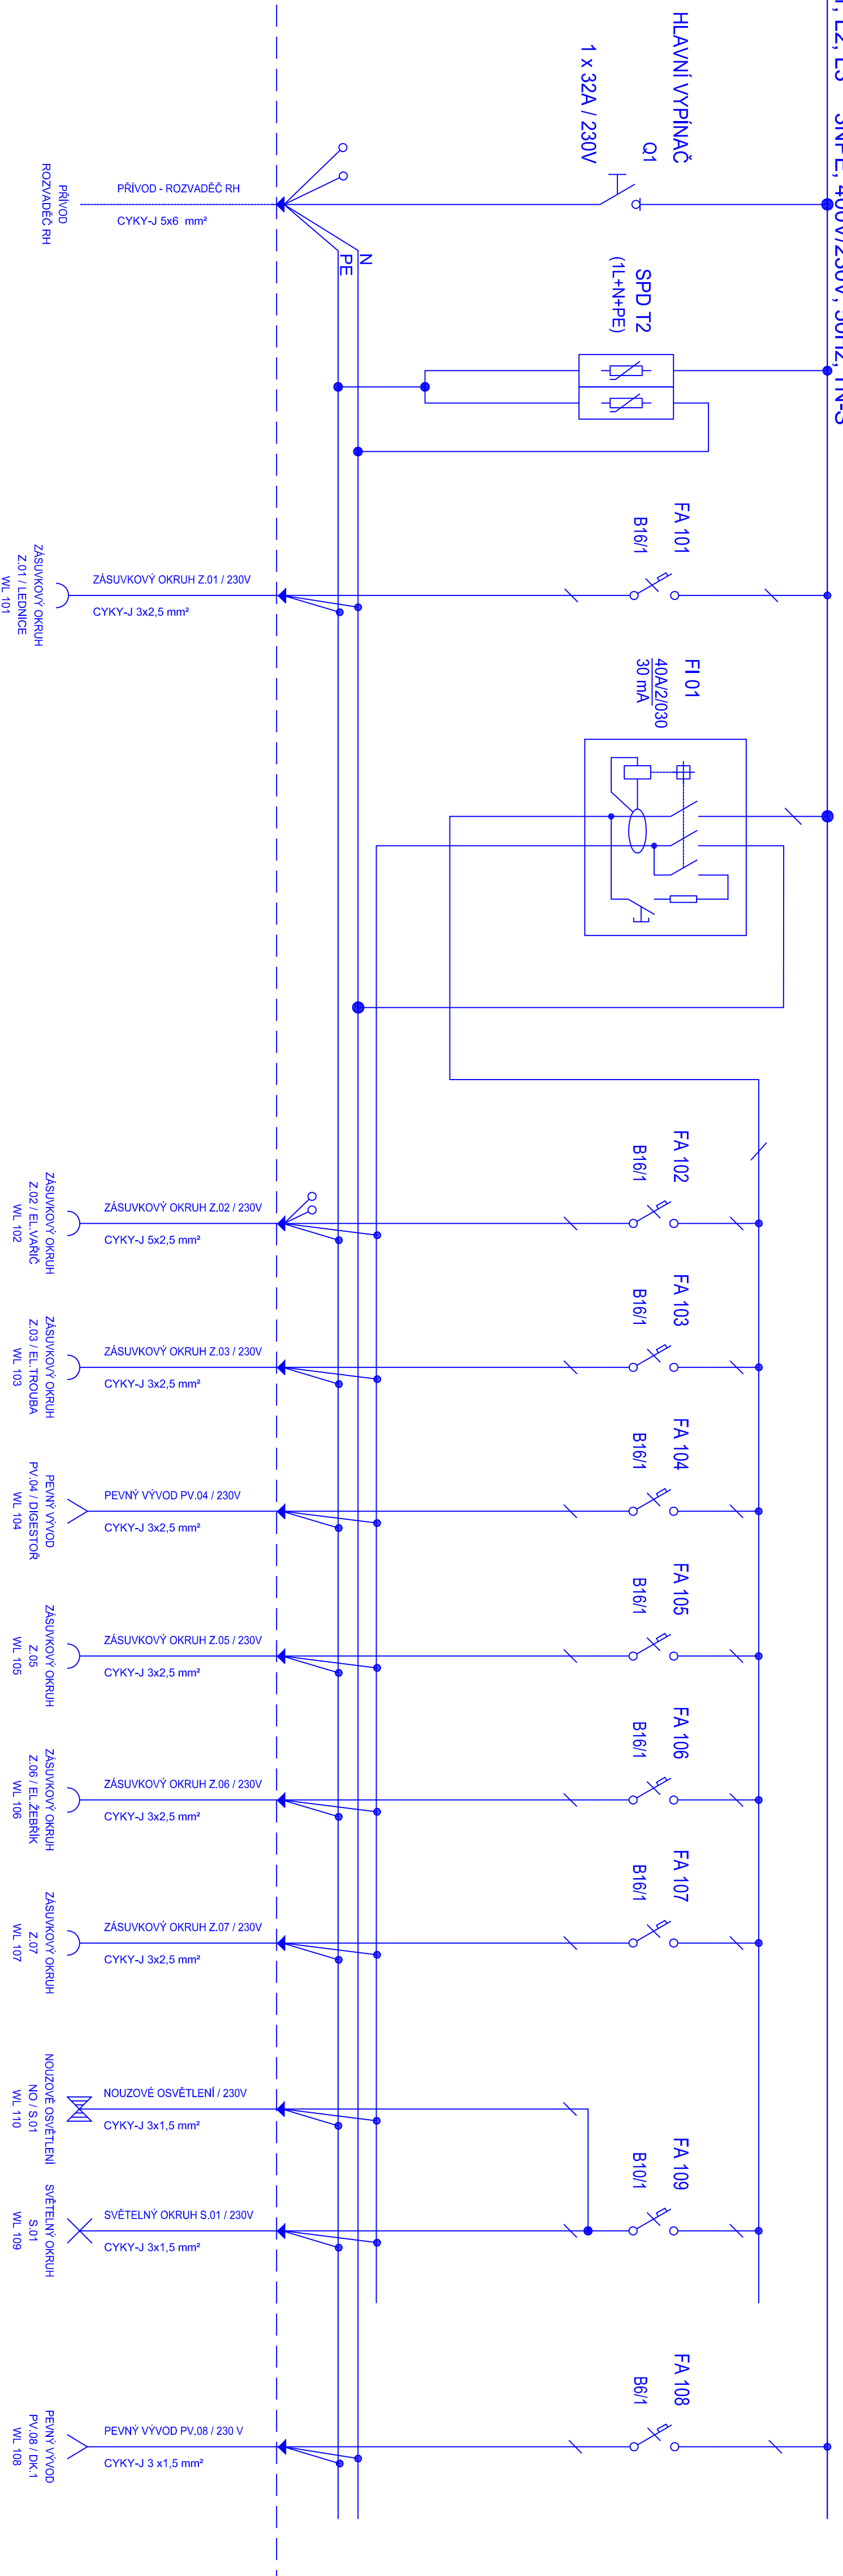 L2, L3 3NPE, 400V/230V, 50Hz, TN-S
HLAVNÍ VYPÍNAČ
Q1
1 x 32A / 230V
PŘÍVOD - ROZVADĚČ RH
CYKY-J 5x6 mm²
PŘÍVOD
ROZVADĚČ RH
N
PE
SPD T2
(1L+N+PE)
FA 101
B16/1
ZÁSUVKOVÝ OKRUH Z.01 / 230V
CYKY-J 3x2,5 mm²
ZÁSUVKOVÝ OKRUH
Z.01 / LEDNICE
WL 101
FI 01
40A/2/030
30 mA
FA 102
B16/1
ZÁSUVKOVÝ OKRUH Z.02 / 230V
CYKY-J 5x2,5 mm²
ZÁSUVKOVÝ OKRUH
Z.02 / EL.VAŘIČ
WL 102
FA 103
B16/1
ZÁSUVKOVÝ OKRUH Z.03 / 230V
CYKY-J 3x2,5 mm²
ZÁSUVKOVÝ OKRUH
Z.03 / EL.TROUBA
WL 103
FA 104
B16/1
PEVNÝ VÝVOD PV.04 / 230V
CYKY-J 3x2,5 mm²
PEVNÝ VÝVOD
PV.04 / DIGESTOŘ
WL 104
FA 105
B16/1
ZÁSUVKOVÝ OKRUH Z.05 / 230V
CYKY-J 3x2,5 mm²
ZÁSUVKOVÝ OKRUH
Z.05
WL 105
FA 106
B16/1
ZÁSUVKOVÝ OKRUH Z.06 / 230V
CYKY-J 3x2,5 mm²
ZÁSUVKOVÝ OKRUH
Z.06 / EL.ŽEBŘÍK
WL 106
FA 107
B16/1
ZÁSUVKOVÝ OKRUH Z.07 / 230V
CYKY-J 3x2,5 mm²
ZÁSUVKOVÝ OKRUH
Z.07
WL 107
NOUZOVÉ OSVĚTLENÍ / 230V
CYKY-J 3x1,5 mm²
NOUZOVÉ OSVĚTLENÍ
NO / S.01
WL 110
FA 109
B10/1
SVĚTELNÝ OKRUH S.01 / 230V
CYKY-J 3x1,5 mm²
SVĚTELNÝ OKRUH
S.01
WL 109
FA 108
B6/1
PEVNÝ VÝVOD PV.08 / 230 V
CYKY-J 3 x1,5 mm²
PEVNÝ VÝVOD
PV.08 / DK.1
WL 108